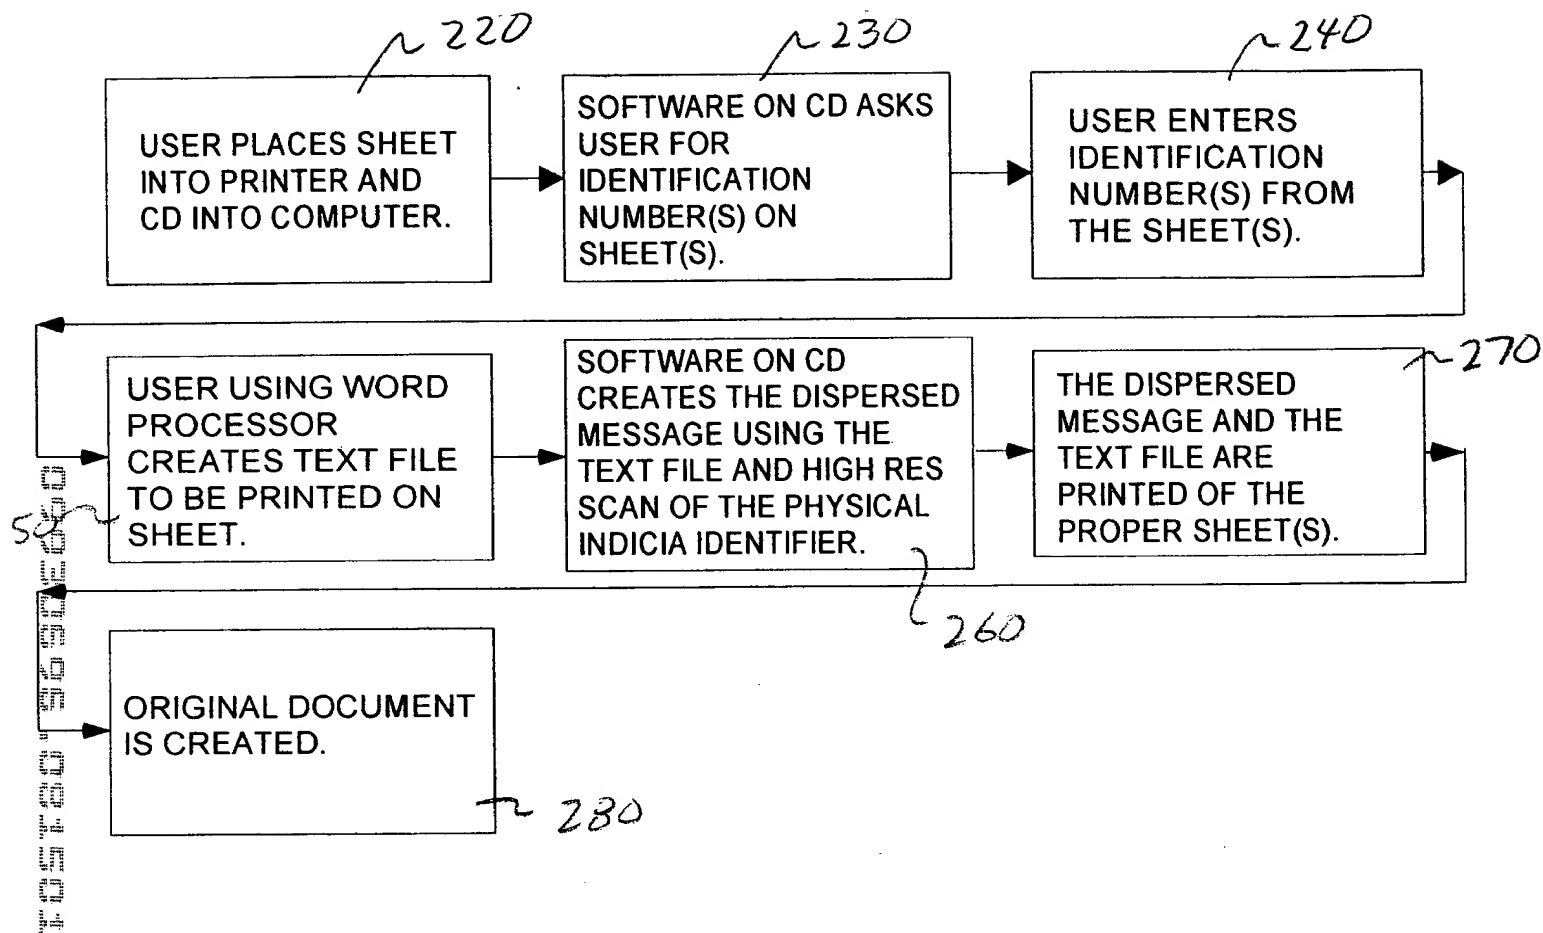 220
230
240
USER PLACES SHEET
INTO PRINTER AND
CD INTO COMPUTER.
SOFTWARE ON CD ASKS
USER FOR
IDENTIFICATION
NUMBER(S) ON
SHEET(S).
USER ENTERS
IDENTIFICATION
NUMBER(S) FROM
THE SHEET(S).
USER USING WORD
PROCESSOR
CREATES TEXT FILE
TO BE PRINTED ON
SHEET.
SOFTWARE ON CD
CREATES THE DISPERSED
MESSAGE USING THE
TEXT FILE AND HIGH RES
SCAN OF THE PHYSICAL
INDICIA IDENTIFIER.
260
THE DISPERSED
MESSAGE AND THE
TEXT FILE ARE
PRINTED OF THE
PROPER SHEET(S).
270
ORIGINAL DOCUMENT
IS CREATED.
280